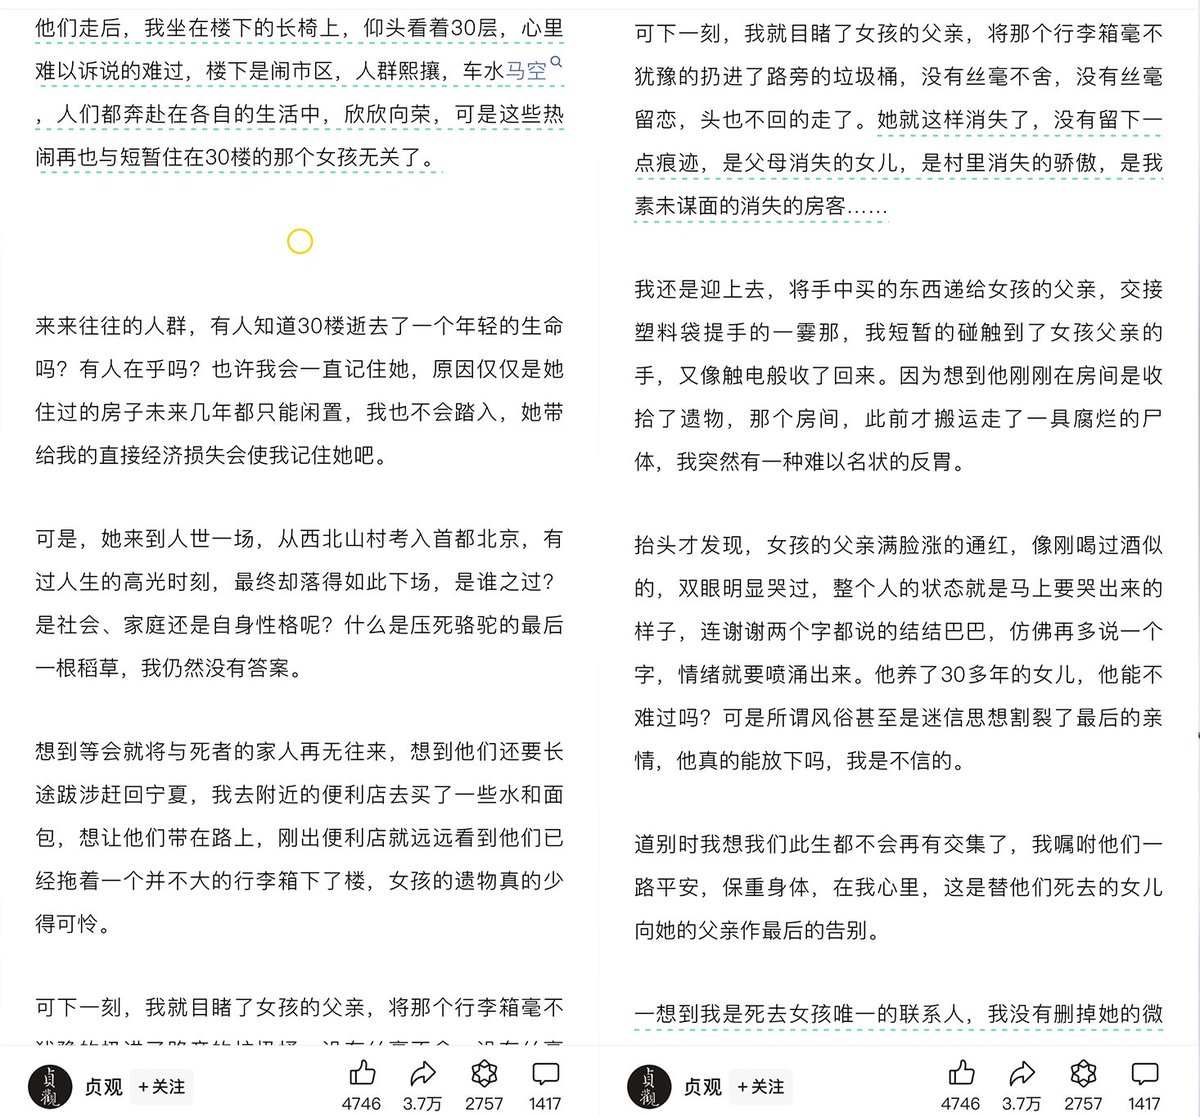 他们走后，我坐在楼下的长椅上，仰头看着30层，心里
难以诉说的难过，楼下是闹市区，人群熙攘，车水马空
，人们都奔赴在各自的生活中，欣欣向荣，可是这些热
闹再也与短暂住在30楼的那个女孩无关了。
来来往往的人群，有人知道30楼逝去了一个年轻的生命
吗？有人在乎吗？也许我会一直记住她，原因仅仅是她
住过的房子未来几年都只能闲置，我也不会踏入，她带
给我的直接经济损失会使我记住她吧。
可是，她来到人世一场，从西北山村考入首都北京，有
过人生的高光时刻，最终却落得如此下场，是谁之过？
是社会、家庭还是自身性格呢？什么是压死骆驼的最后
一根稻草，我仍然没有答案。
想到等会就将与死者的家人再无往来，想到他们还要长
途跋涉赶回宁夏，我去附近的便利店去买了一些水和面
包，想让他们带在路上，刚出便利店就远远看到他们已
经拖着一个并不大的行李箱下了楼，女孩的遗物真的少
得可怜。
可下一刻，我就目睹了女孩的父亲，将那个行李箱毫不
犹豫的扔进了路旁的垃圾桶，没有丝毫不舍，没有丝毫
贞观
+关注
4746
3.7万
2757
1417
可下一刻，我就目睹了女孩的父亲，将那个行李箱毫不
犹豫的扔进了路旁的垃圾桶，没有丝毫不舍，没有丝毫
留恋，头也不回的走了。她就这样消失了，没有留下一
点痕迹，是父母消失的女儿，是村里消失的骄傲，是我
素未谋面的消失的房客……
我还是迎上去，将手中买的东西递给女孩的父亲，交接
塑料袋提手的一霎那，我短暂的碰触到了女孩父亲的
手，又像触电般收了回来。因为想到他刚刚在房间是收
拾了遗物，那个房间，此前才搬运走了一具腐烂的尸
体，我突然有一种难以名状的反胃。
抬头才发现，女孩的父亲满脸涨的通红，像刚喝过酒似
的，双眼明显哭过，整个人的状态就是马上要哭出来的
样子，连谢谢两个字都说的结结巴巴，仿佛再多说一个
字，情绪就要喷涌出来。他养了30多年的女儿，他能不
难过吗？可是所谓风俗甚至是迷信思想割裂了最后的亲
情，他真的能放下吗，我是不信的。
道别时我想我们此生都不会再有交集了，我嘱咐他们一
路平安，保重身体，在我心里，这是替他们死去的女儿
向她的父亲作最后的告别。
一想到我是死去女孩唯一的联系人，我没有删掉她的微
贞观
+关注
4746
3.7万
2757
1417